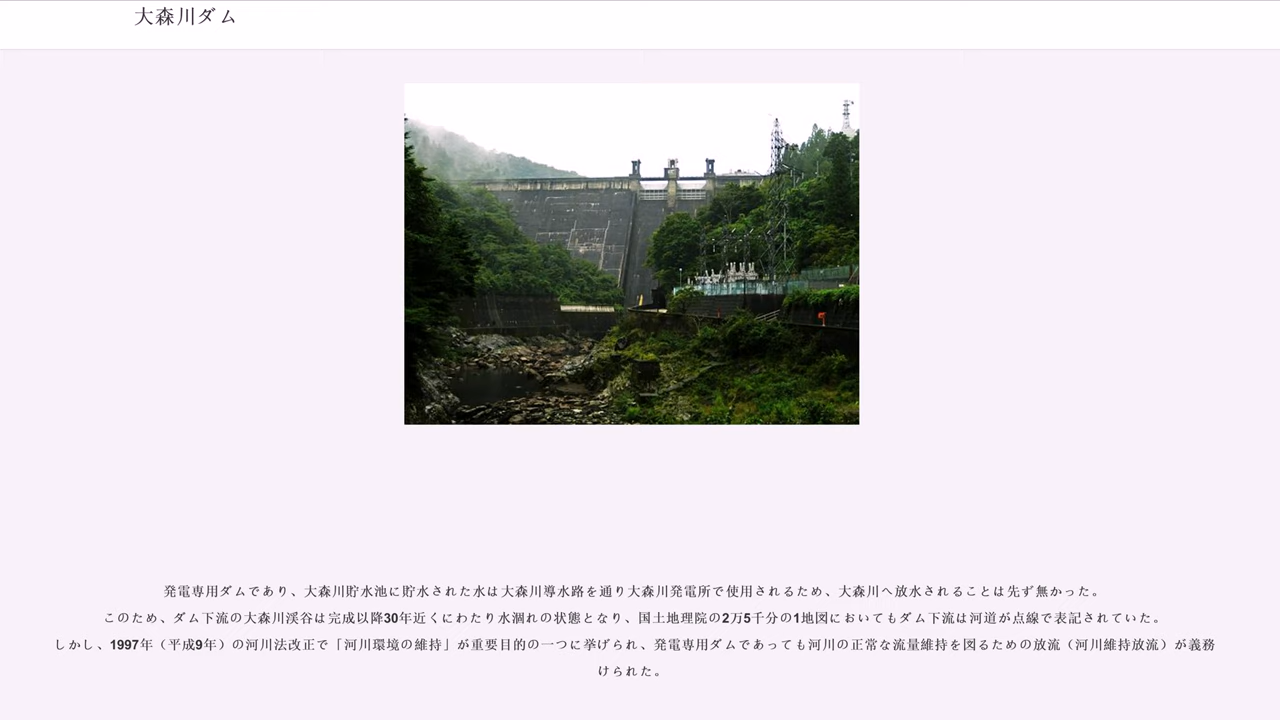 大森川ダム
発電専用ダムであり、大森川貯水池に貯水された水は大森川導水路を通り大森川発電所で使用されるため、大森川へ放水されることは先ず無かった。
このため、ダム下流の大森川渓谷は完成以降30年近くにわたり水涸れの状態となり、国土地理院の2万5千分の1地図においてもダム下流は河道が点線で表記されていた。
しかし、1997年（平成9年）の河川法改正で「河川環境の維持」が重要目的の一つに挙げられ、発電専用ダムであっても河川の正常な流量維持を図るための放流（河川維持放流）が義務
けられた。